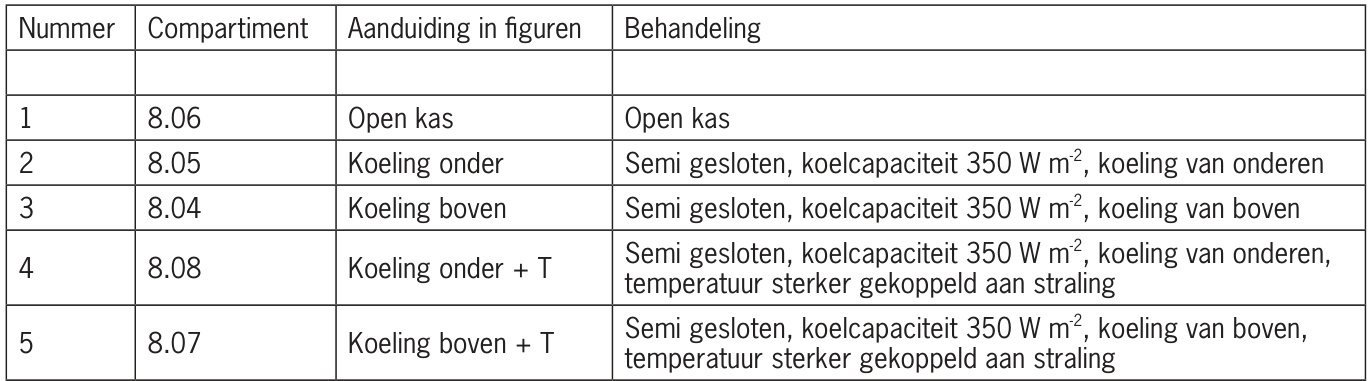 Nummer Compartiment Aanduiding in figuren Behandeling
1 8.06 Open kas Open kas
2 8.05 Koeling onder Semi gesloten, koelcapaciteit 350 W m⁻², koeling van onderen
3 8.04 Koeling boven Semi gesloten, koelcapaciteit 350 W m⁻², koeling van boven
4 8.08 Koeling onder + T Semi gesloten, koelcapaciteit 350 W m⁻², koeling van onderen,
temperatuur sterker gekoppeld aan straling
5 8.07 Koeling boven + T Semi gesloten, koelcapaciteit 350 W m⁻², koeling van boven,
temperatuur sterker gekoppeld aan straling